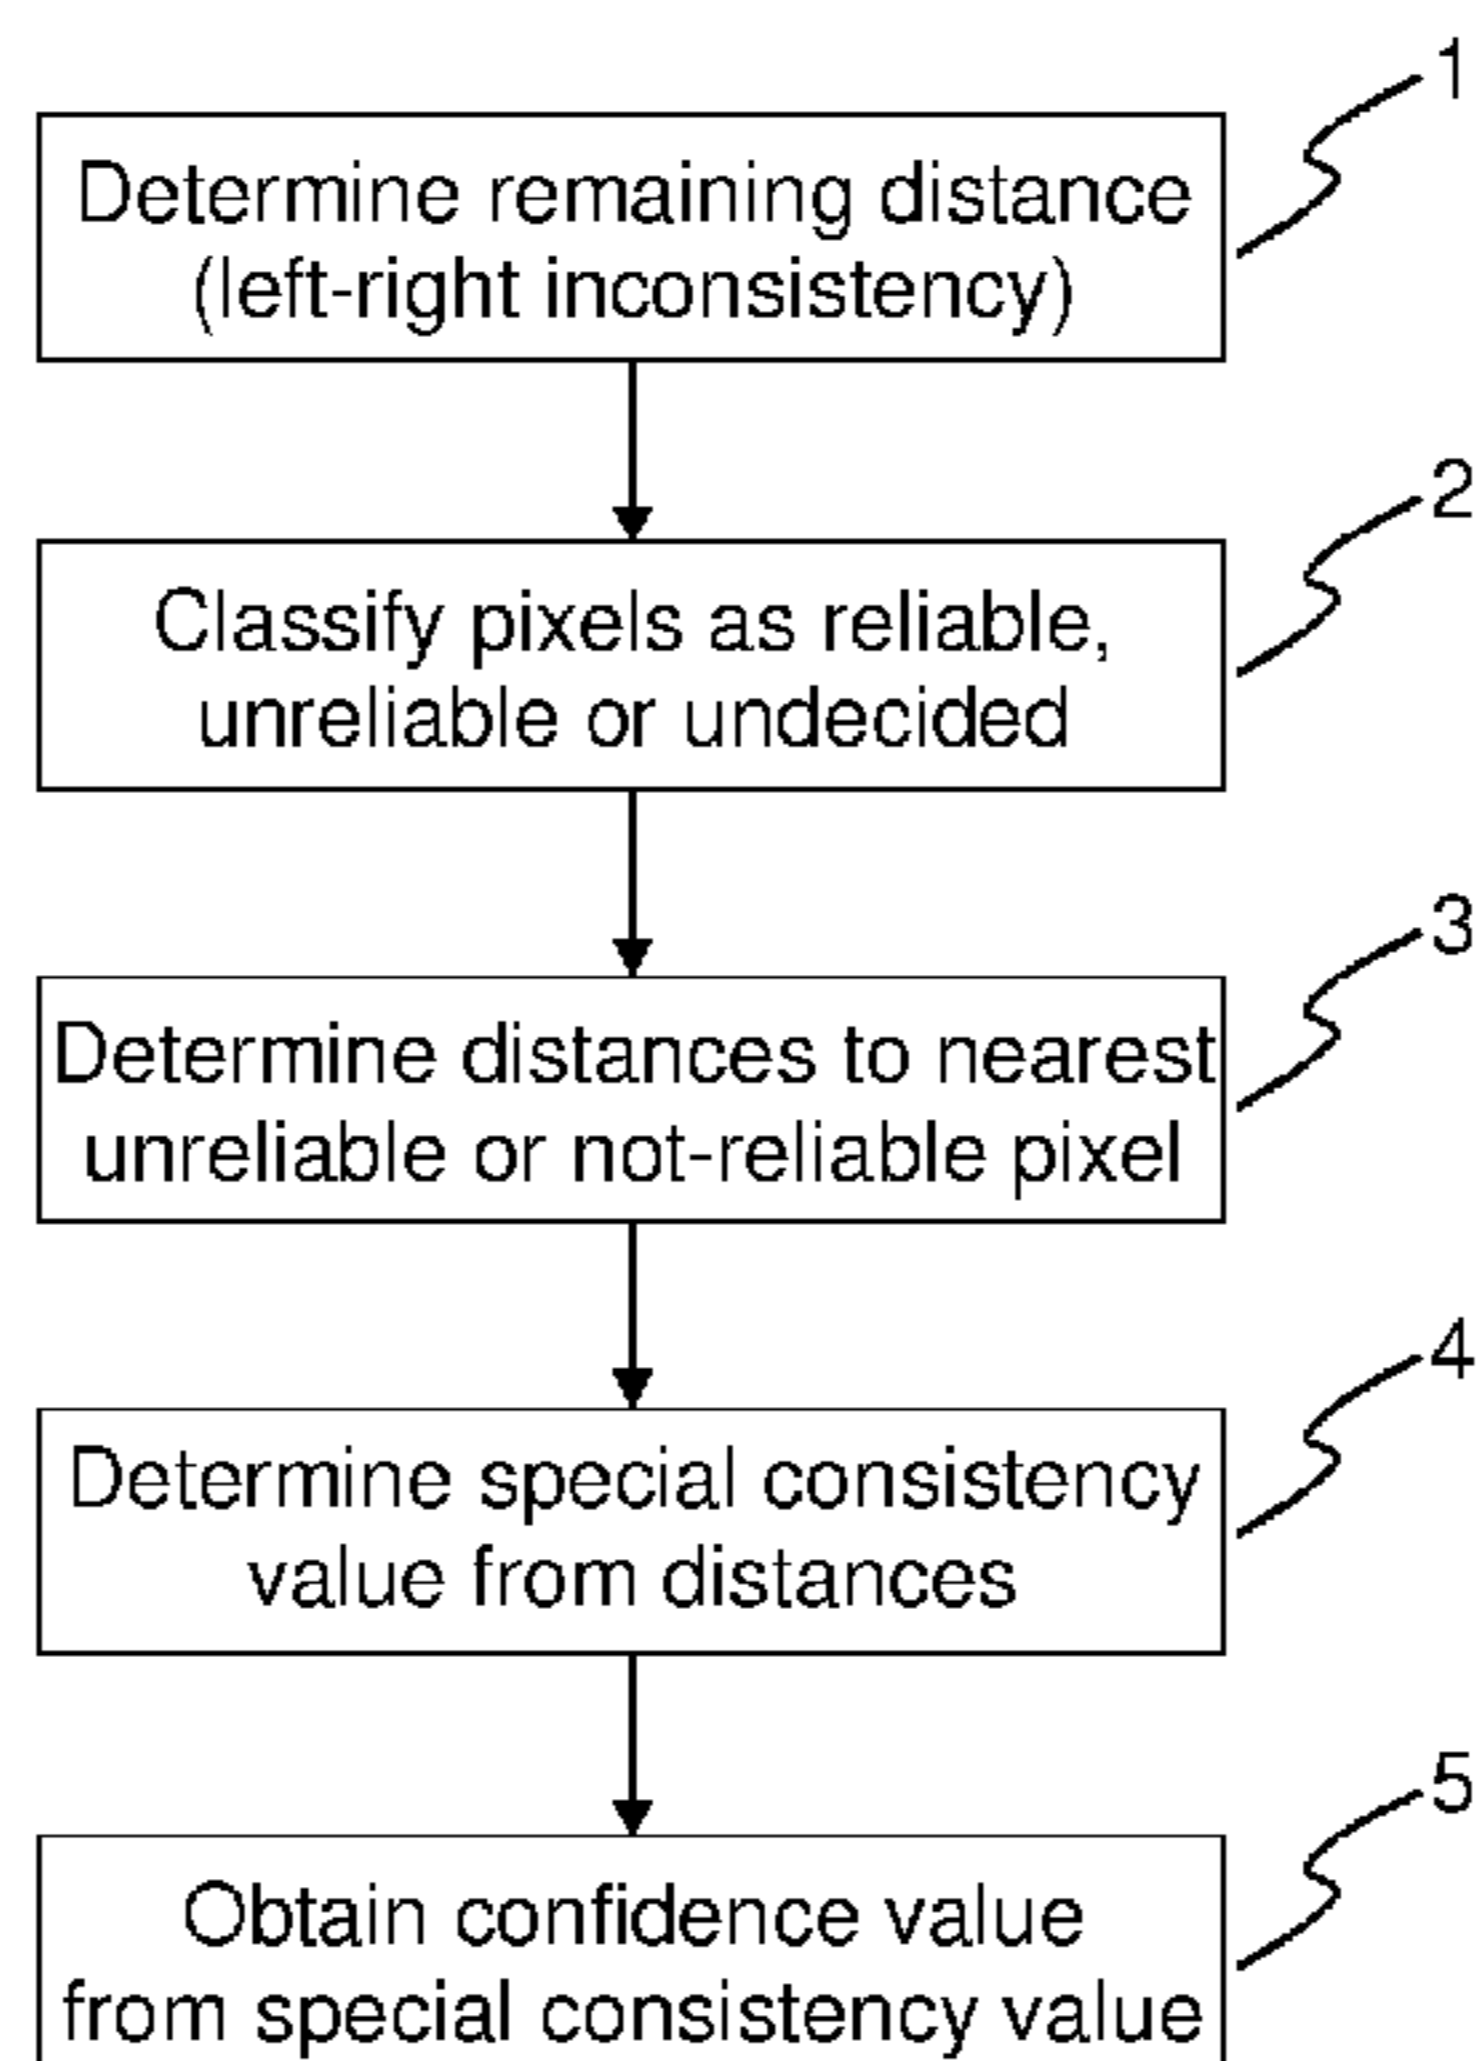 1
Determine remaining distance
(left-right inconsistency)
2
Classify pixels as reliable,
unreliable or undecided
3
Determine distances to nearest
unreliable or not-reliable pixel
4
Determine special consistency
value from distances
5
Obtain confidence value
from special consistency value